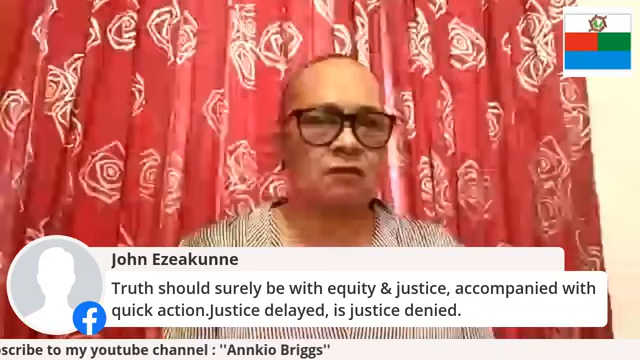 John Ezeakunne
Truth should surely be with equity & justice, accompanied with
quick action.Justice delayed, is justice denied.
scribe to my youtube channel : ''Annkio Briggs''